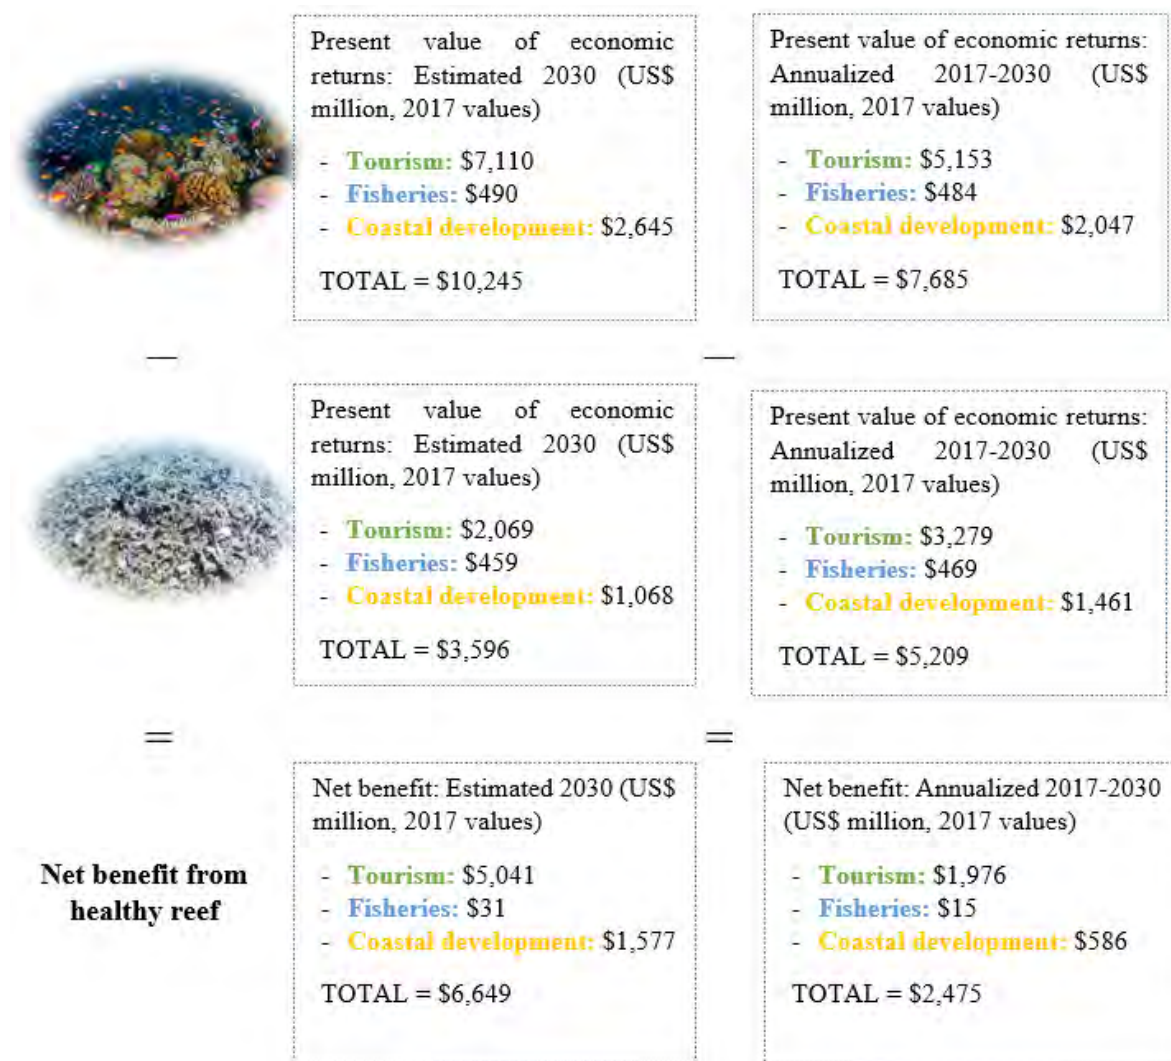 Present value of economic
returns: Estimated 2030 (US$
million, 2017 values)
- Tourism: $7,110
- Fisheries: $490
- Coastal development: $2,645
TOTAL = $10,245
Present value of economic returns:
Annualized 2017-2030 (US$
million, 2017 values)
- Tourism: $5,153
- Fisheries: $484
- Coastal development: $2,047
TOTAL = $7,685
—
—
Present value of economic
returns: Estimated 2030 (US$
million, 2017 values)
- Tourism: $2,069
- Fisheries: $459
- Coastal development: $1,068
TOTAL = $3,596
Present value of economic returns:
Annualized 2017-2030 (US$
million, 2017 values)
- Tourism: $3,279
- Fisheries: $469
- Coastal development: $1,461
TOTAL = $5,209
=
=
Net benefit from
healthy reef
Net benefit: Estimated 2030 (US$
million, 2017 values)
- Tourism: $5,041
- Fisheries: $31
- Coastal development: $1,577
TOTAL = $6,649
Net benefit: Annualized 2017-2030
(US$ million, 2017 values)
- Tourism: $1,976
- Fisheries: $15
- Coastal development: $586
TOTAL = $2,475